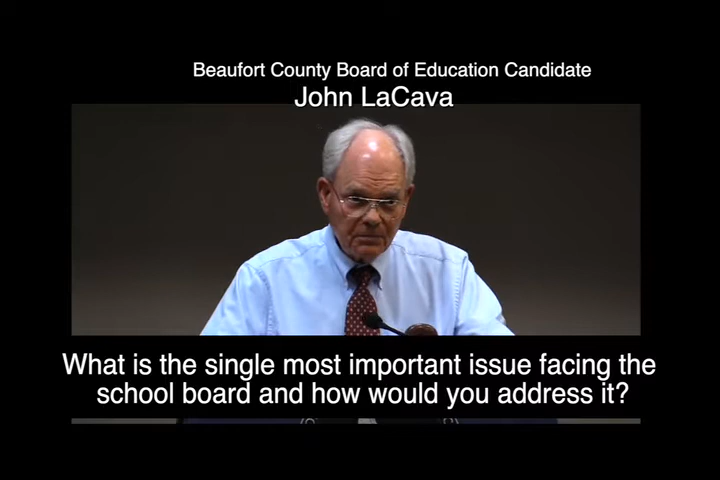 Beaufort County Board of Education Candidate
John LaCava
What is the single most important issue facing the
school board and how would you address it?